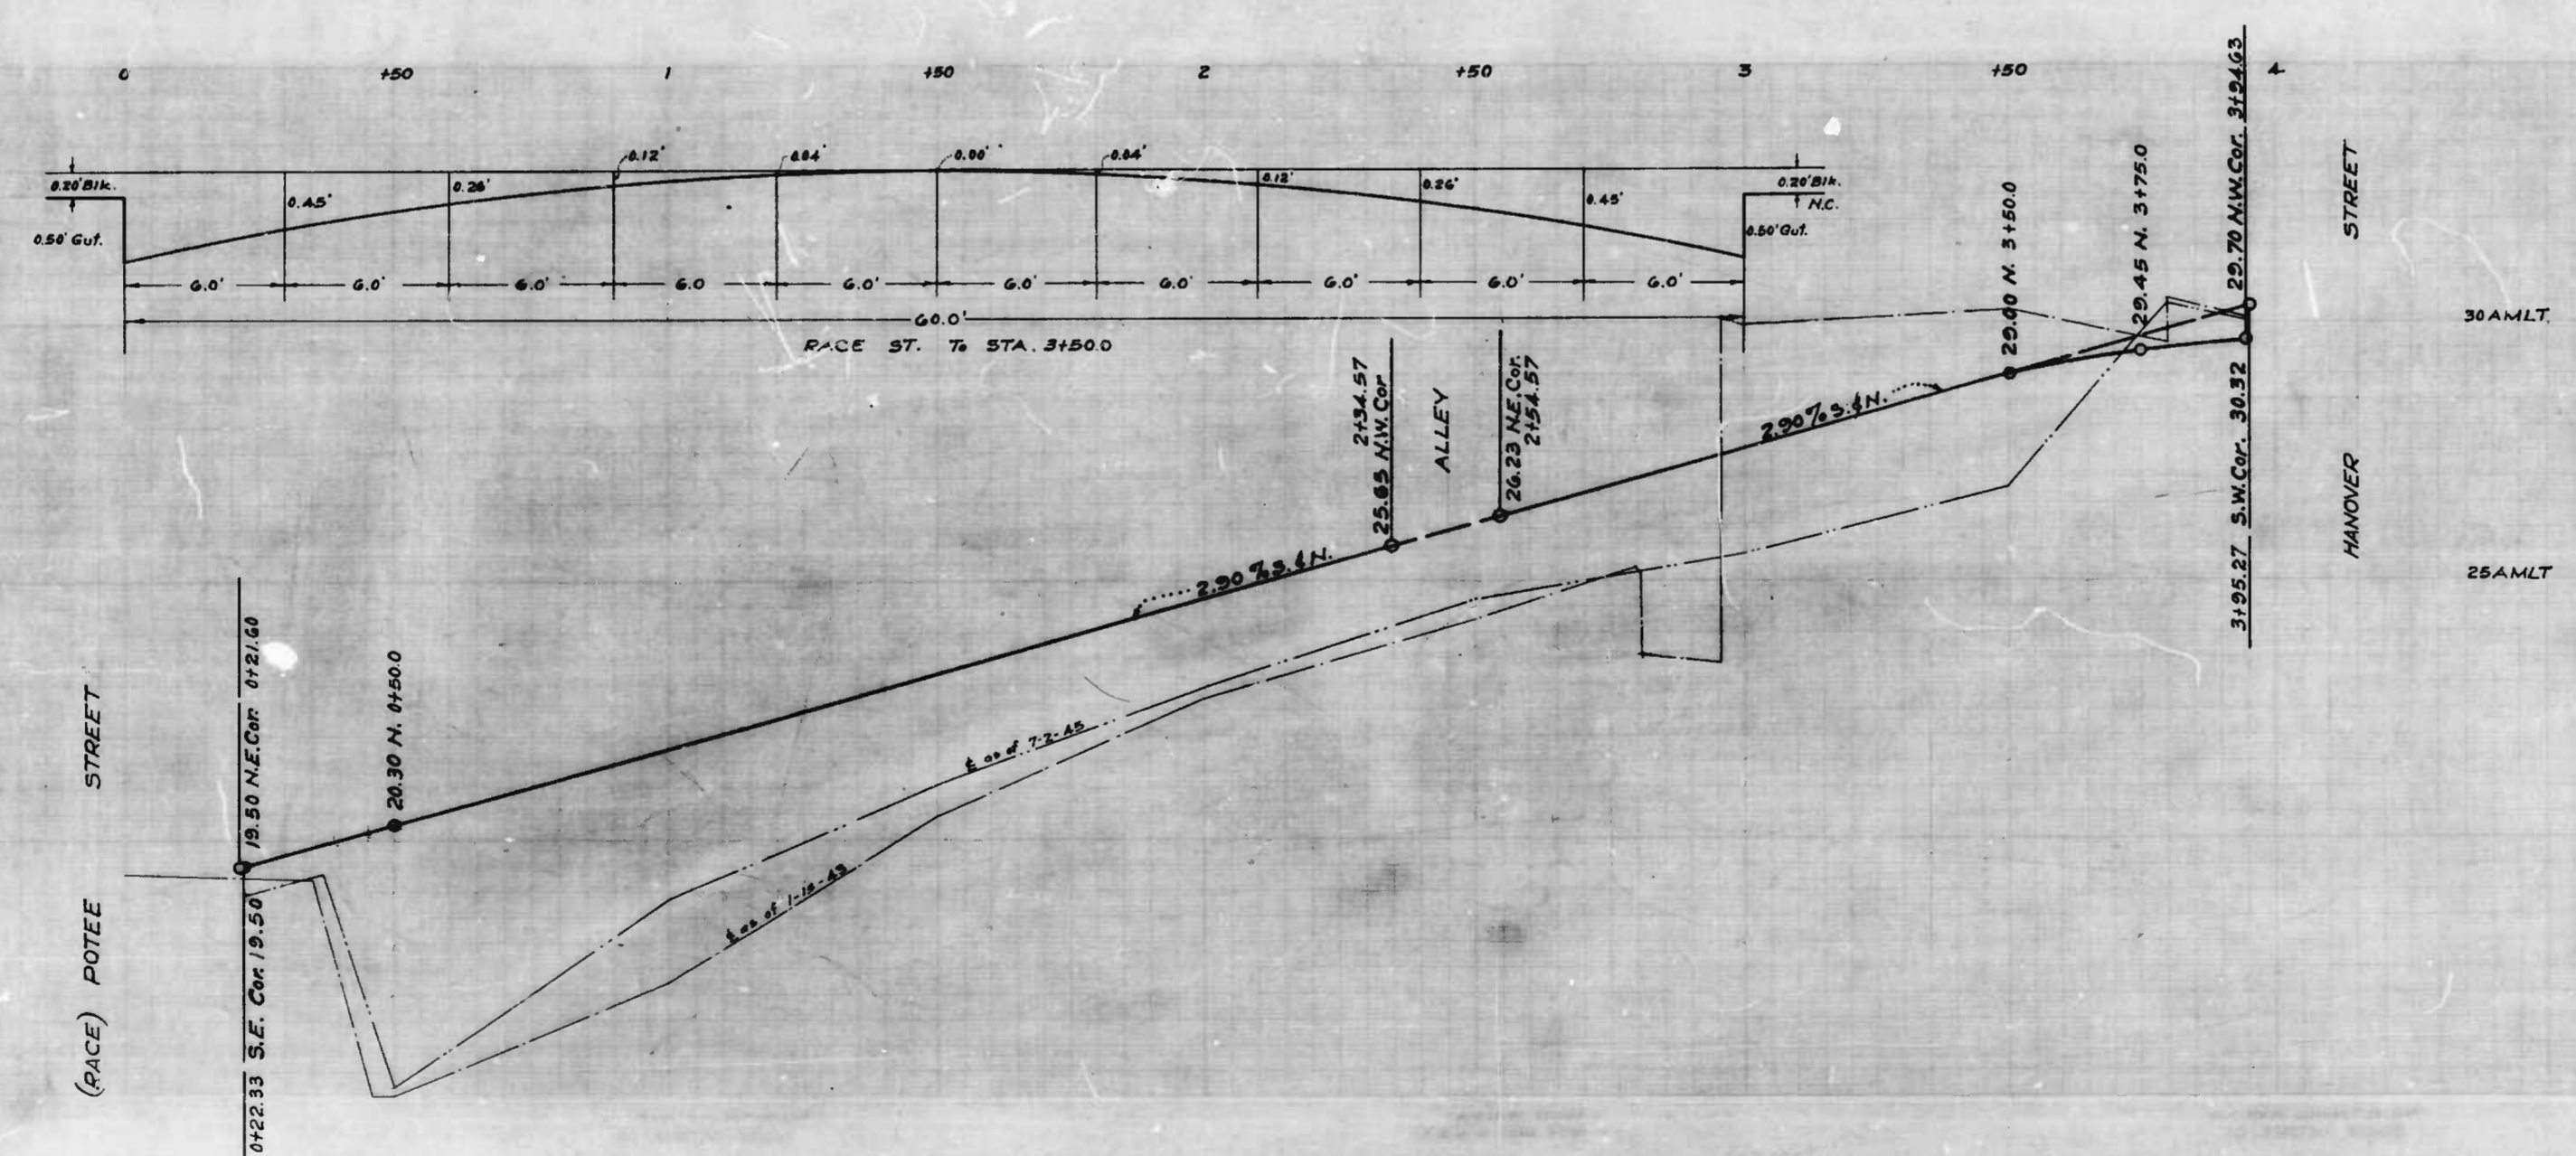 0 +50 1 +50 2 +50 3 +50 4
0.20' Blk.
0.50' Gut.
0.45'
0.26'
0.12'
0.04'
0.00'
0.04'
0.12'
0.26'
0.45'
0.20' Blk.
N.C.
0.50' Gut.
6.0' 6.0' 6.0' 6.0 6.0' 6.0' 6.0' 6.0' 6.0' 6.0'
60.0'
RACE ST. To STA. 3+50.0
2+34.57
25.63 N.W. Cor
ALLEY
26.23 N.E. Cor.
2+54.57
2.90% S. & N.
29.00 N. 3+50.0
29.45 N. 3+75.0
29.70 N.W. Cor. 3+94.63
3+95.27 S.W. Cor. 30.32
HANOVER STREET
30 AMLT.
25 AMLT
2.90% S. & N.
19.50 N.E. Cor. 0+21.60
20.30 N. 0+50.0
0+22.33 S.E. Cor. 19.50
(RACE) POTEE STREET
℄ as of 7-2-45
℄ as of